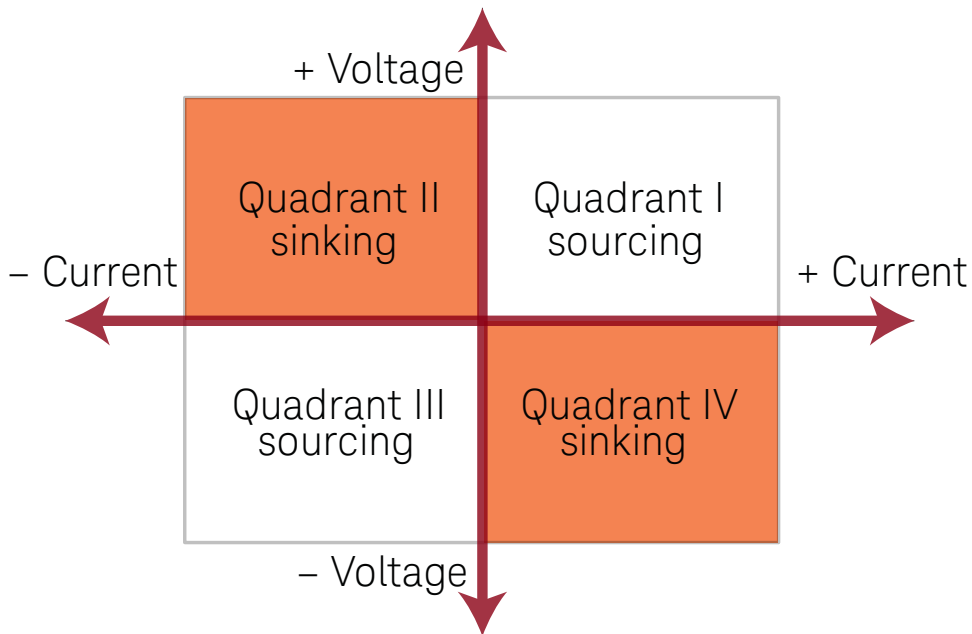 + Voltage
Quadrant II
sinking
Quadrant I
sourcing
– Current
+ Current
Quadrant III
sourcing
Quadrant IV
sinking
– Voltage